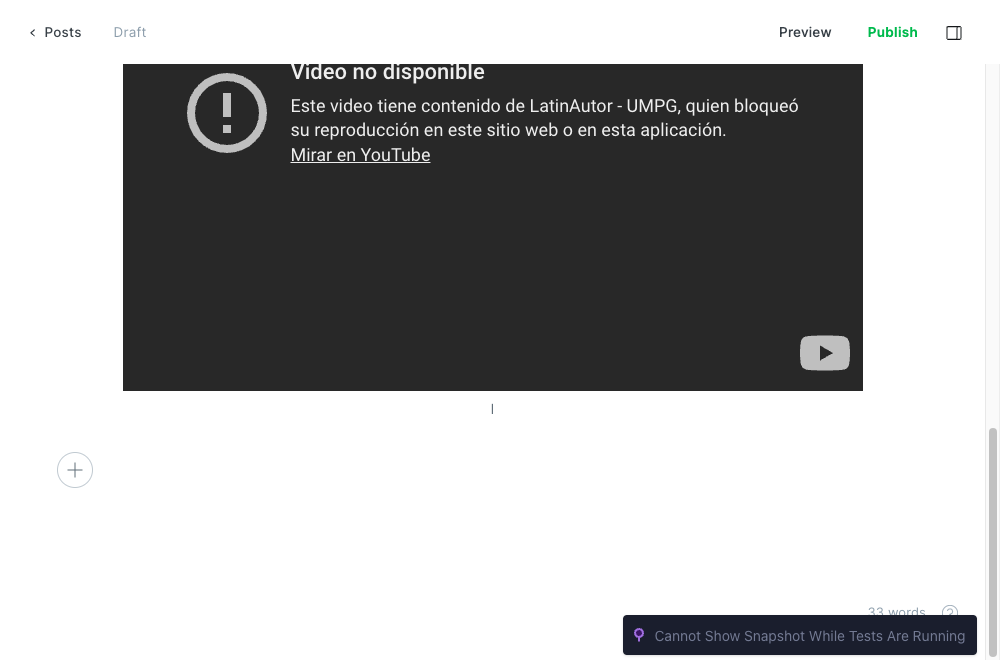 Posts
Draft
Preview
Publish
Video no disponible
Este video tiene contenido de LatinAutor - UMPG, quien bloqueó
su reproducción en este sitio web o en esta aplicación.
Mirar en YouTube
33 words
?
Cannot Show Snapshot While Tests Are Running